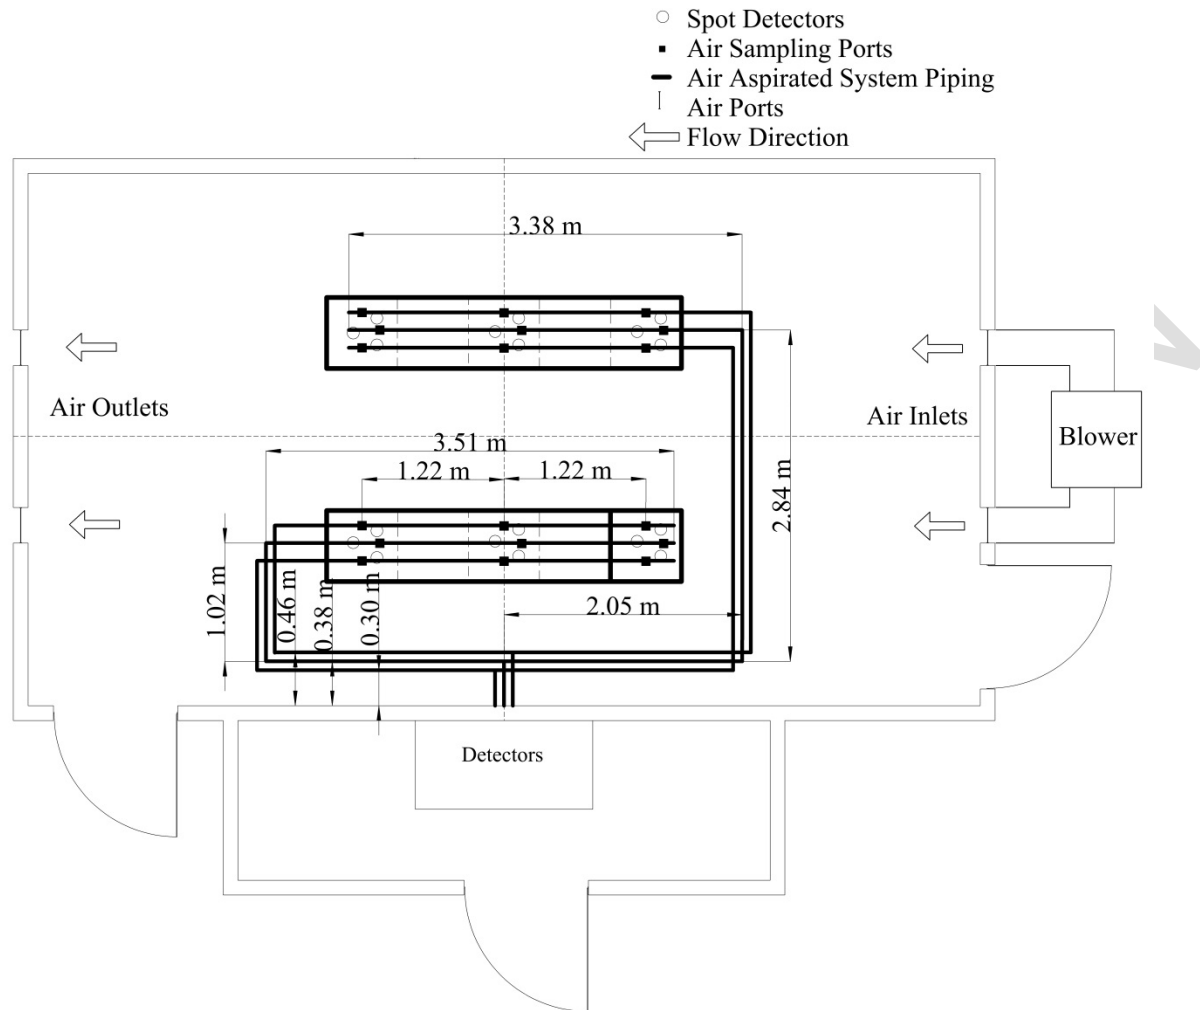 Spot Detectors
Air Sampling Ports
Air Aspirated System Piping
Air Ports
Flow Direction
3.38 m
Air Outlets
Air Inlets
Blower
3.51 m
1.22 m
1.22 m
2.84 m
1.02 m
0.46 m
0.38 m
0.30 m
2.05 m
Detectors